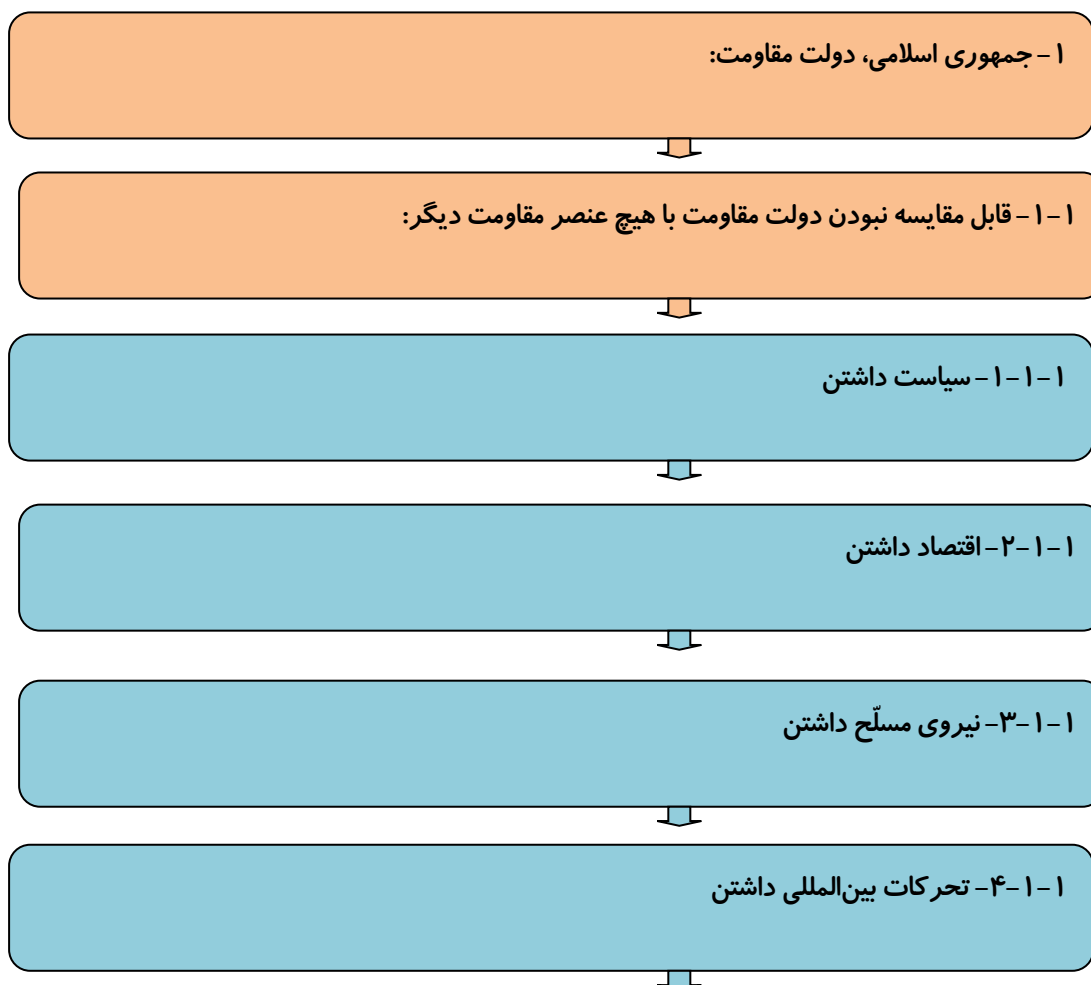 ۱- جمهوری اسلامی، دولت مقاومت:
۱-۱- قابل مقایسه نبودن دولت مقاومت با هیچ عنصر مقاومت دیگر:
۱-۱-۱- سیاست داشتن
۱-۱-۲- اقتصاد داشتن
۱-۱-۳- نیروی مسلّح داشتن
۱-۱-۴- تحرکات بین‌المللی داشتن